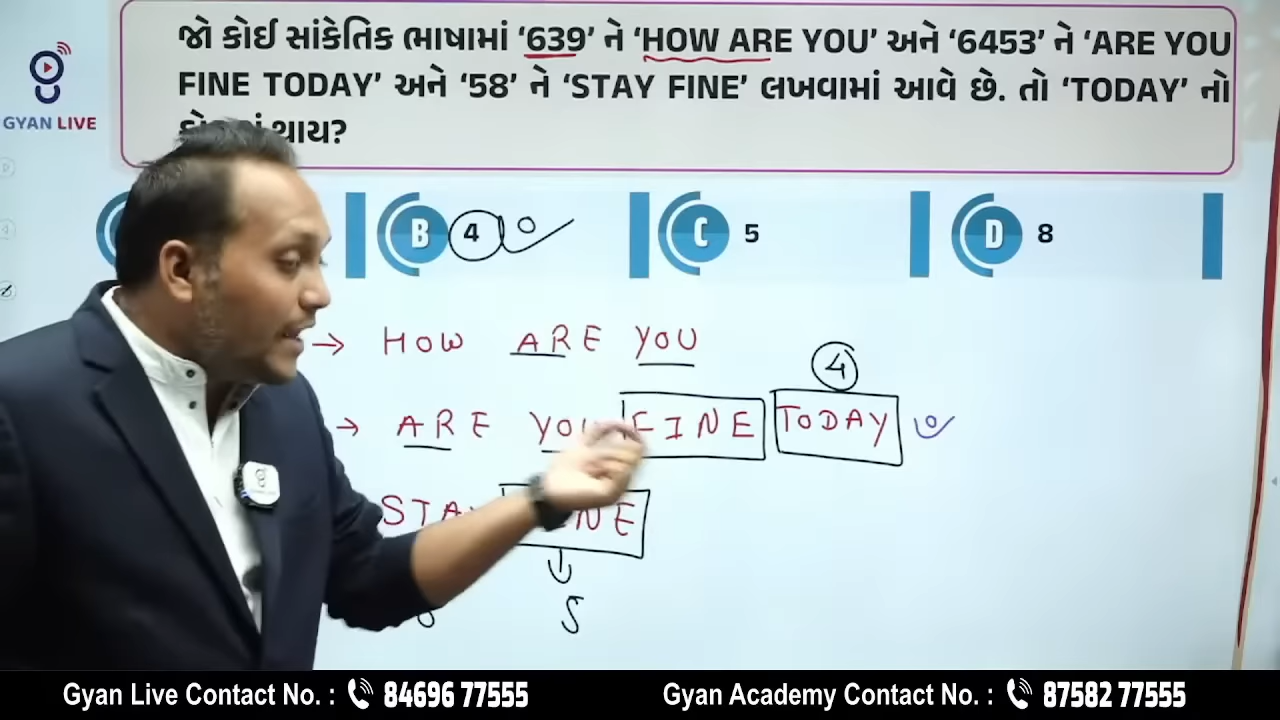 જો કોઈ સાંકેતિક ભાષામાં ‘639’ ને ‘HOW ARE YOU’ અને ‘6453’ ને ‘ARE YOU
FINE TODAY’ અને ‘58’ ને ‘STAY FINE’ લખવામાં આવે છે. તો ‘TODAY’ નો
થાય?
GYAN LIVE
B 4
C 5
D 8
→ HOW ARE YOU
4
→ ARE YOU FINE TODAY
5
Gyan Live Contact No. : 84696 77555
Gyan Academy Contact No. : 87582 77555